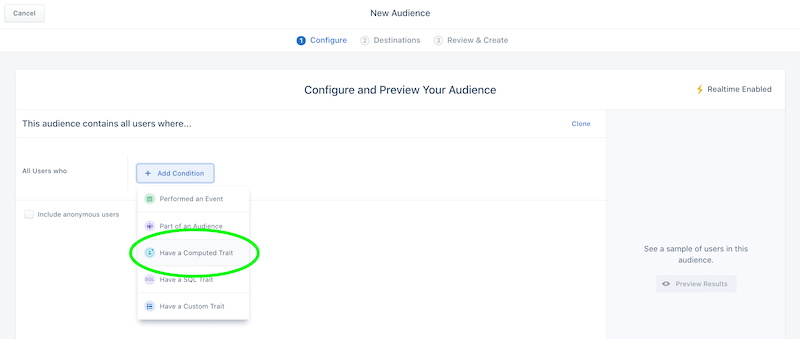 Cancel
New Audience
1 Configure 2 Destinations 3 Review & Create
Configure and Preview Your Audience
Realtime Enabled
This audience contains all users where...
Clone
All Users who
+ Add Condition
Performed an Event
Part of an Audience
Have a Computed Trait
SQL Have a SQL Trait
Have a Custom Trait
Include anonymous users
See a sample of users in this
audience.
Preview Results